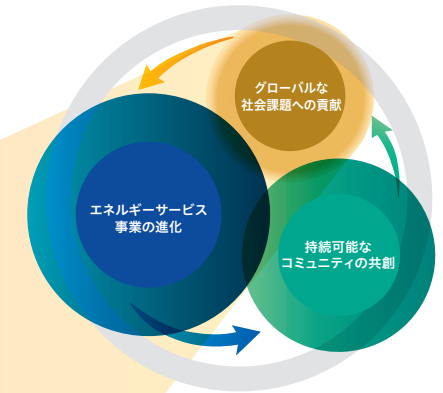 グローバルな
社会課題への貢献
エネルギーサービス
事業の進化
持続可能な
コミュニティの共創